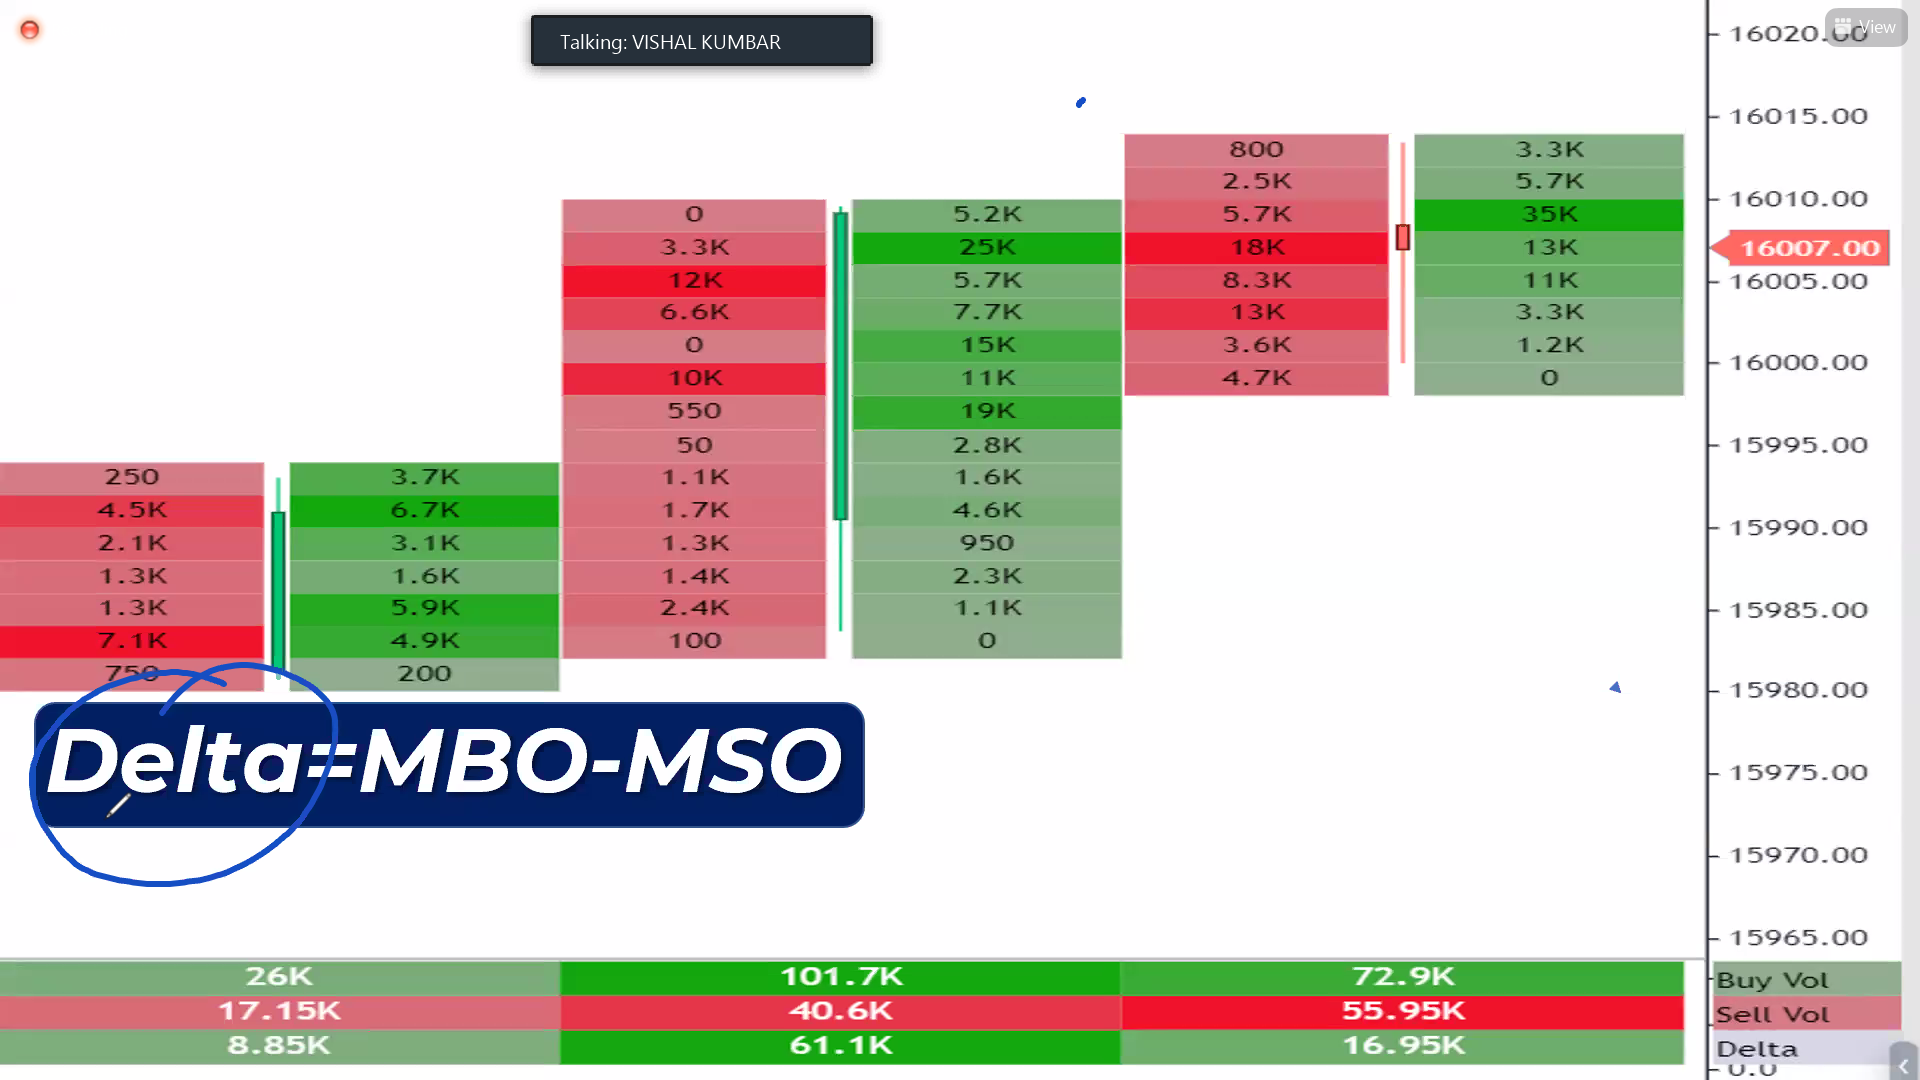 Talking: VISHAL KUMBAR
View
16020.00
16015.00
800 3.3K
2.5K 5.7K
16010.00
0 5.2K 5.7K 35K
3.3K 25K 18K 13K 16007.00
12K 5.7K 8.3K 11K 16005.00
6.6K 7.7K 13K 3.3K
0 15K 3.6K 1.2K
16000.00
10K 11K 4.7K 0
550 19K
50 2.8K 15995.00
250 3.7K 1.1K 1.6K
4.5K 6.7K 1.7K 4.6K
15990.00
2.1K 3.1K 1.3K 950
1.3K 1.6K 1.4K 2.3K
1.3K 5.9K 2.4K 1.1K 15985.00
7.1K 4.9K 100 0
750 200
15980.00
Delta=MBO-MSO
15975.00
15970.00
15965.00
26K 101.7K 72.9K Buy Vol
17.15K 40.6K 55.95K Sell Vol
8.85K 61.1K 16.95K Delta
0.0